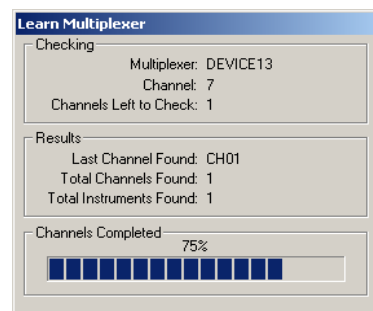 Learn Multiplexer
Checking
Multiplexer: DEVICE13
Channel: 7
Channels Left to Check: 1
Results
Last Channel Found: CH01
Total Channels Found: 1
Total Instruments Found: 1
Channels Completed
75%